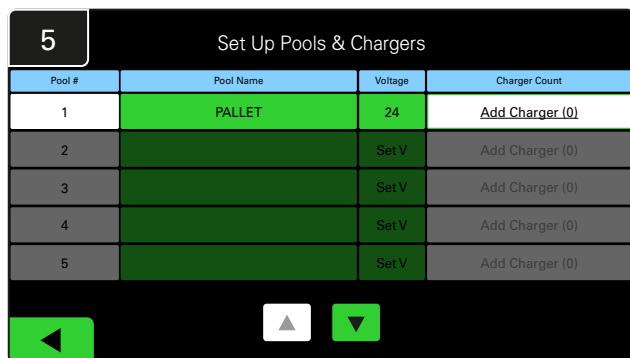 5
Set Up Pools & Chargers
Pool # Pool Name Voltage Charger Count
1 PALLET 24 Add Charger (0)
2 Set V Add Charger (0)
3 Set V Add Charger (0)
4 Set V Add Charger (0)
5 Set V Add Charger (0)